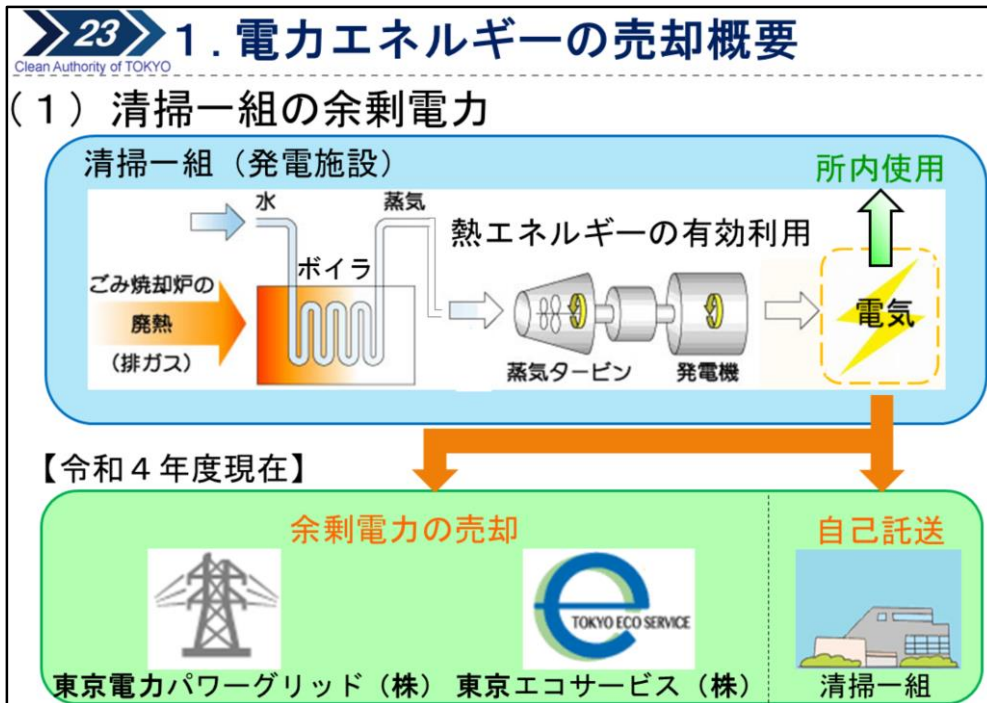 23
Clean Authority of TOKYO
1.電力エネルギーの売却概要
(1)清掃一組の余剰電力
清掃一組(発電施設)
所内使用
水
蒸気
熱エネルギーの有効利用
ボイラ
ごみ焼却炉の
廃熱
(排ガス)
電気
蒸気タービン
発電機
【令和4年度現在】
余剰電力の売却
自己託送
TOKYO ECO SERVICE
東京電力パワーグリッド(株)
東京エコサービス(株)
清掃一組